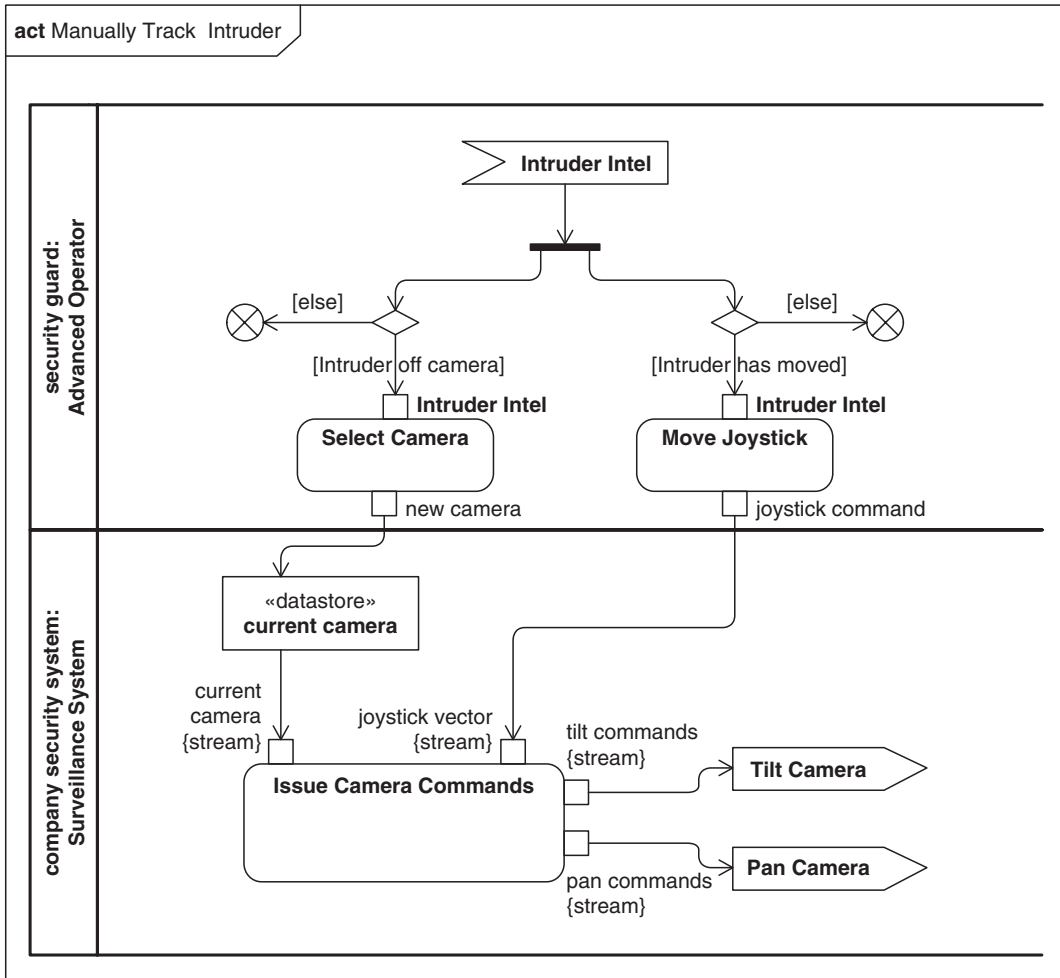 act Manually Track Intruder
security guard:
Advanced Operator
Intruder Intel
[else]
[else]
[Intruder off camera]
[Intruder has moved]
Intruder Intel
Intruder Intel
Select Camera
Move Joystick
new camera
joystick command
company security system:
Surveillance System
«datastore»
current camera
current
camera
{stream}
joystick vector
{stream}
tilt commands
{stream}
Issue Camera Commands
Tilt Camera
Pan Camera
pan commands
{stream}